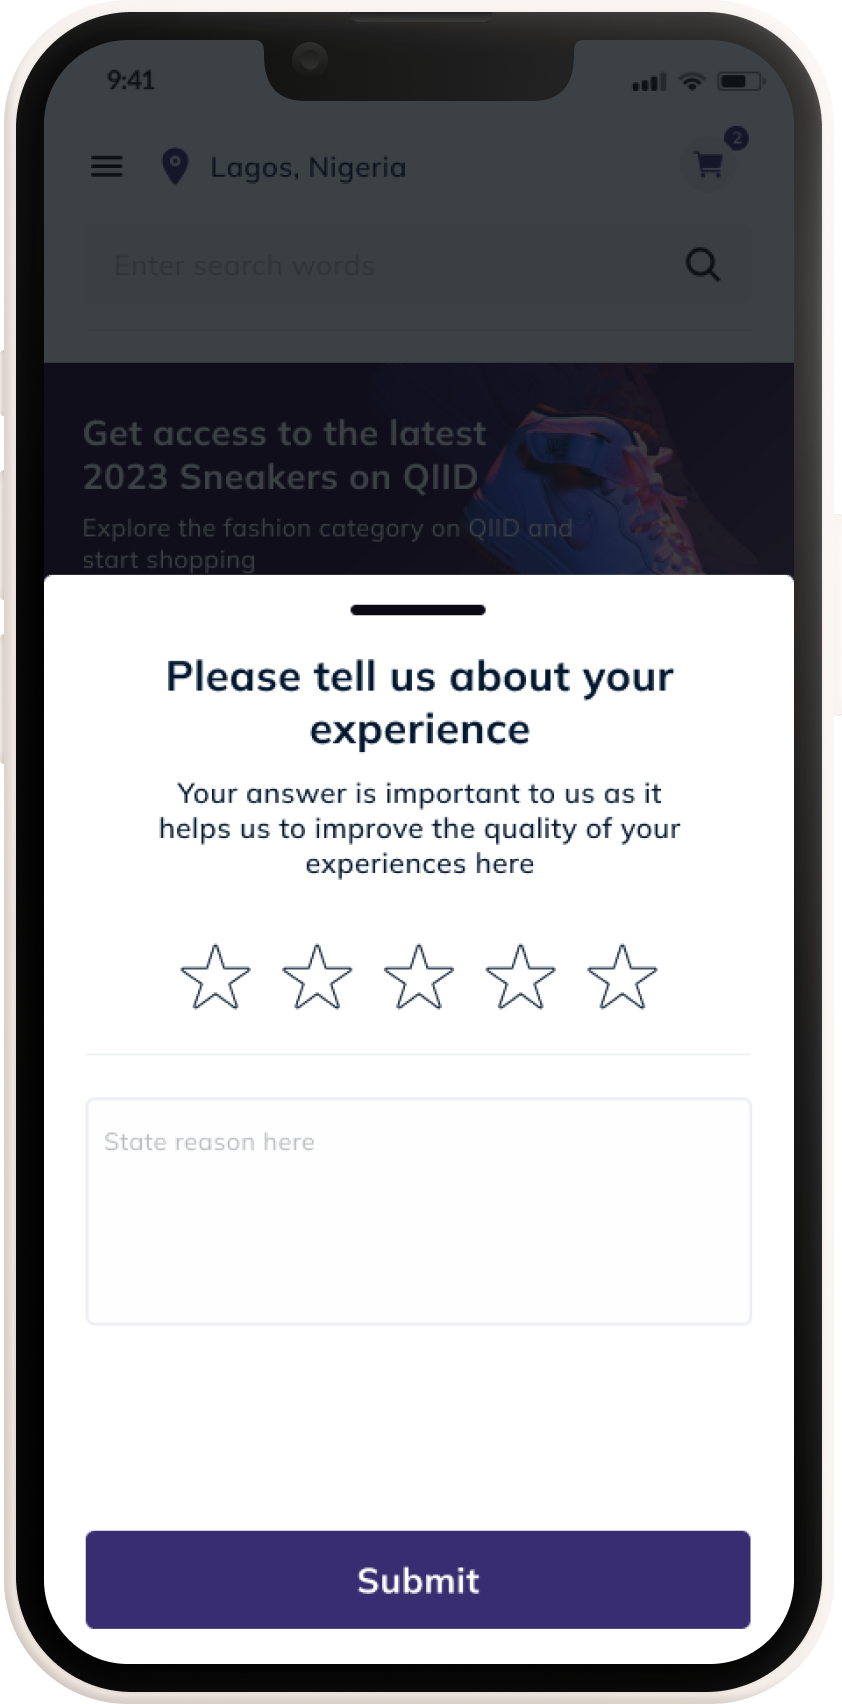 9:41
Lagos, Nigeria
2
Enter search words
Get access to the latest
2023 Sneakers on QIID
Explore the fashion category on QIID and
start shopping
Please tell us about your
experience
Your answer is important to us as it
helps us to improve the quality of your
experiences here
State reason here
Submit